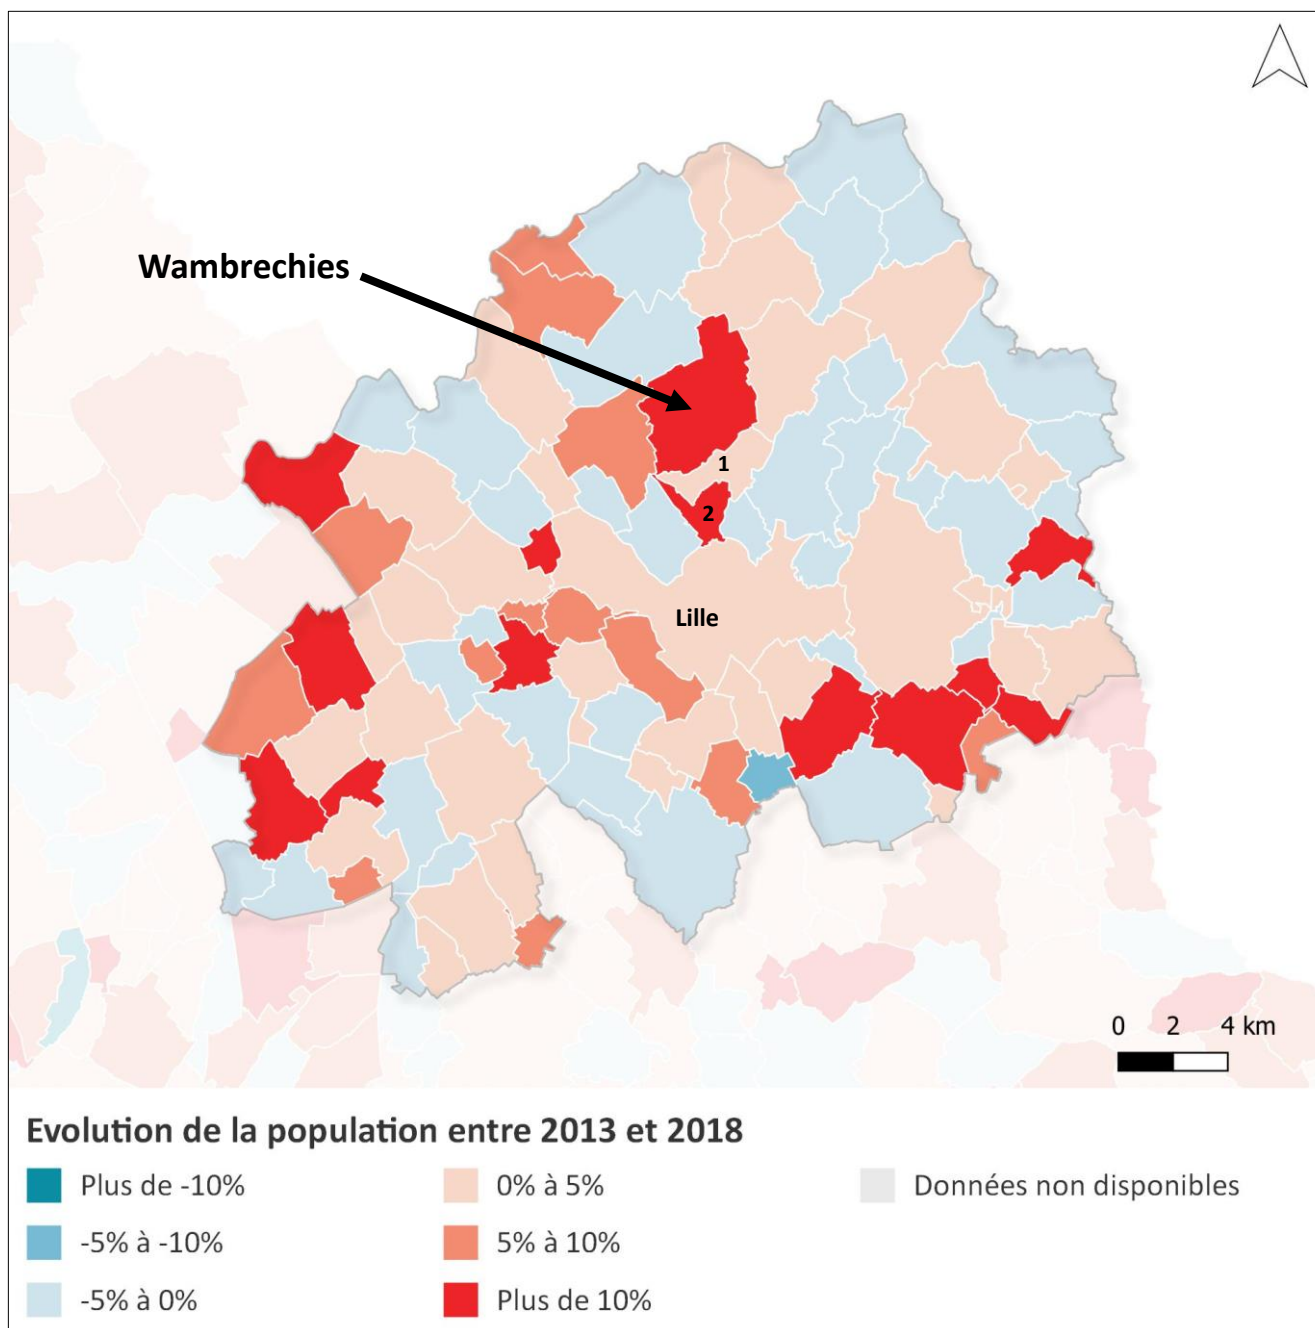 Wambrechies
1
2
Lille
0 2 4 km
Evolution de la population entre 2013 et 2018
Plus de -10%
0% à 5%
Données non disponibles
-5% à -10%
5% à 10%
-5% à 0%
Plus de 10%